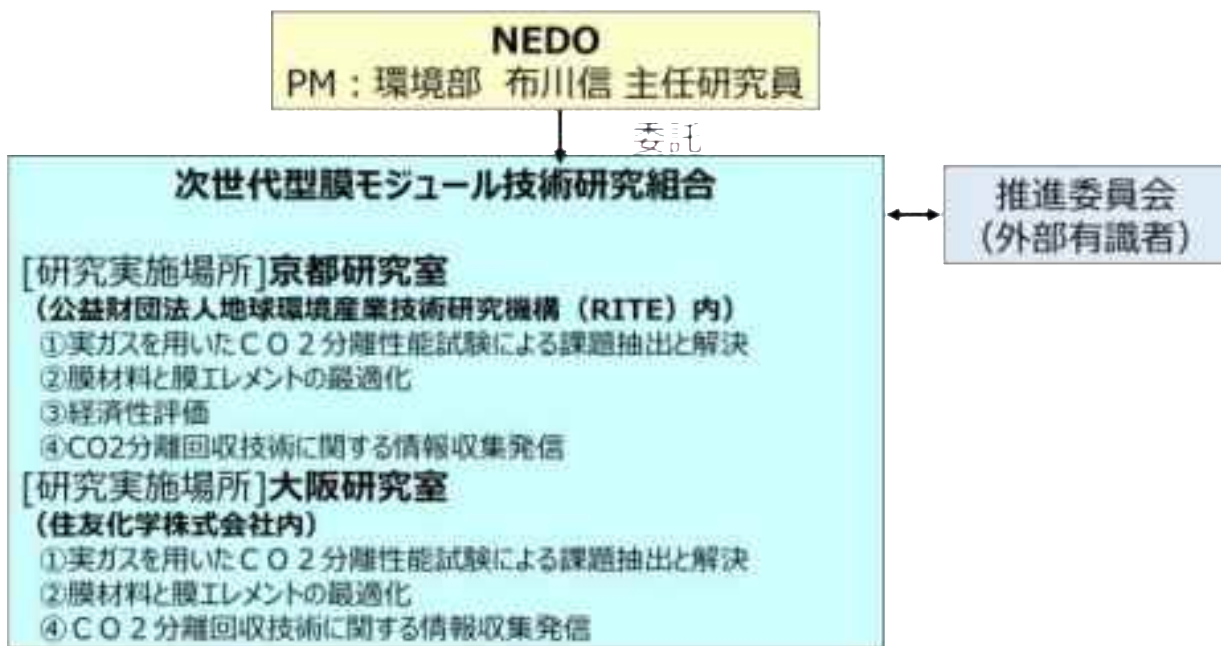 NEDO
PM：環境部 布川信 主任研究員
委託
次世代型膜モジュール技術研究組合
推進委員会
（外部有識者）
[研究実施場所]京都研究室
（公益財団法人地球環境産業技術研究機構（RITE）内）
①実ガスを用いたＣＯ２分離性能試験による課題抽出と解決
②膜材料と膜エレメントの最適化
③経済性評価
④CO2分離回収技術に関する情報収集発信
[研究実施場所]大阪研究室
（住友化学株式会社内）
①実ガスを用いたＣＯ２分離性能試験による課題抽出と解決
②膜材料と膜エレメントの最適化
④ＣＯ２分離回収技術に関する情報収集発信